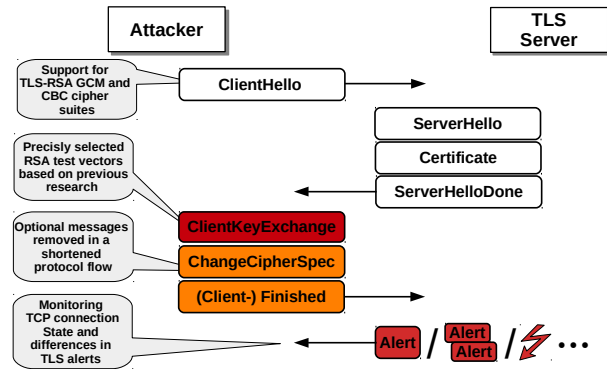 Attacker
TLS
Server
Support for
TLS-RSA GCM and
CBC cipher
suites
ClientHello
ServerHello
Certificate
ServerHelloDone
Precisly selected
RSA test vectors
based on previous
research
ClientKeyExchange
Optional messages
removed in a
shortened
protocol flow
ChangeCipherSpec
(Client-) Finished
Monitoring
TCP connection
State and
differences in
TLS alerts
Alert / Alert Alert / ...